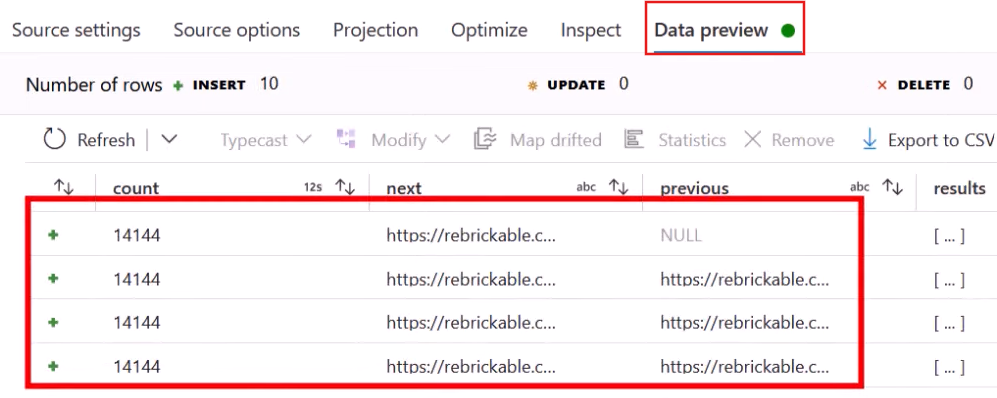 Source settings Source options Projection Optimize Inspect Data preview
Number of rows + INSERT 10 UPDATE 0 × DELETE 0
Refresh Typecast Modify Map drifted Statistics Remove Export to CSV
count 12s next abc previous abc results
14144 https://rebrickable.c... NULL [ ... ]
14144 https://rebrickable.c... https://rebrickable.c... [ ... ]
14144 https://rebrickable.c... https://rebrickable.c... [ ... ]
14144 https://rebrickable.c... https://rebrickable.c... [ ... ]